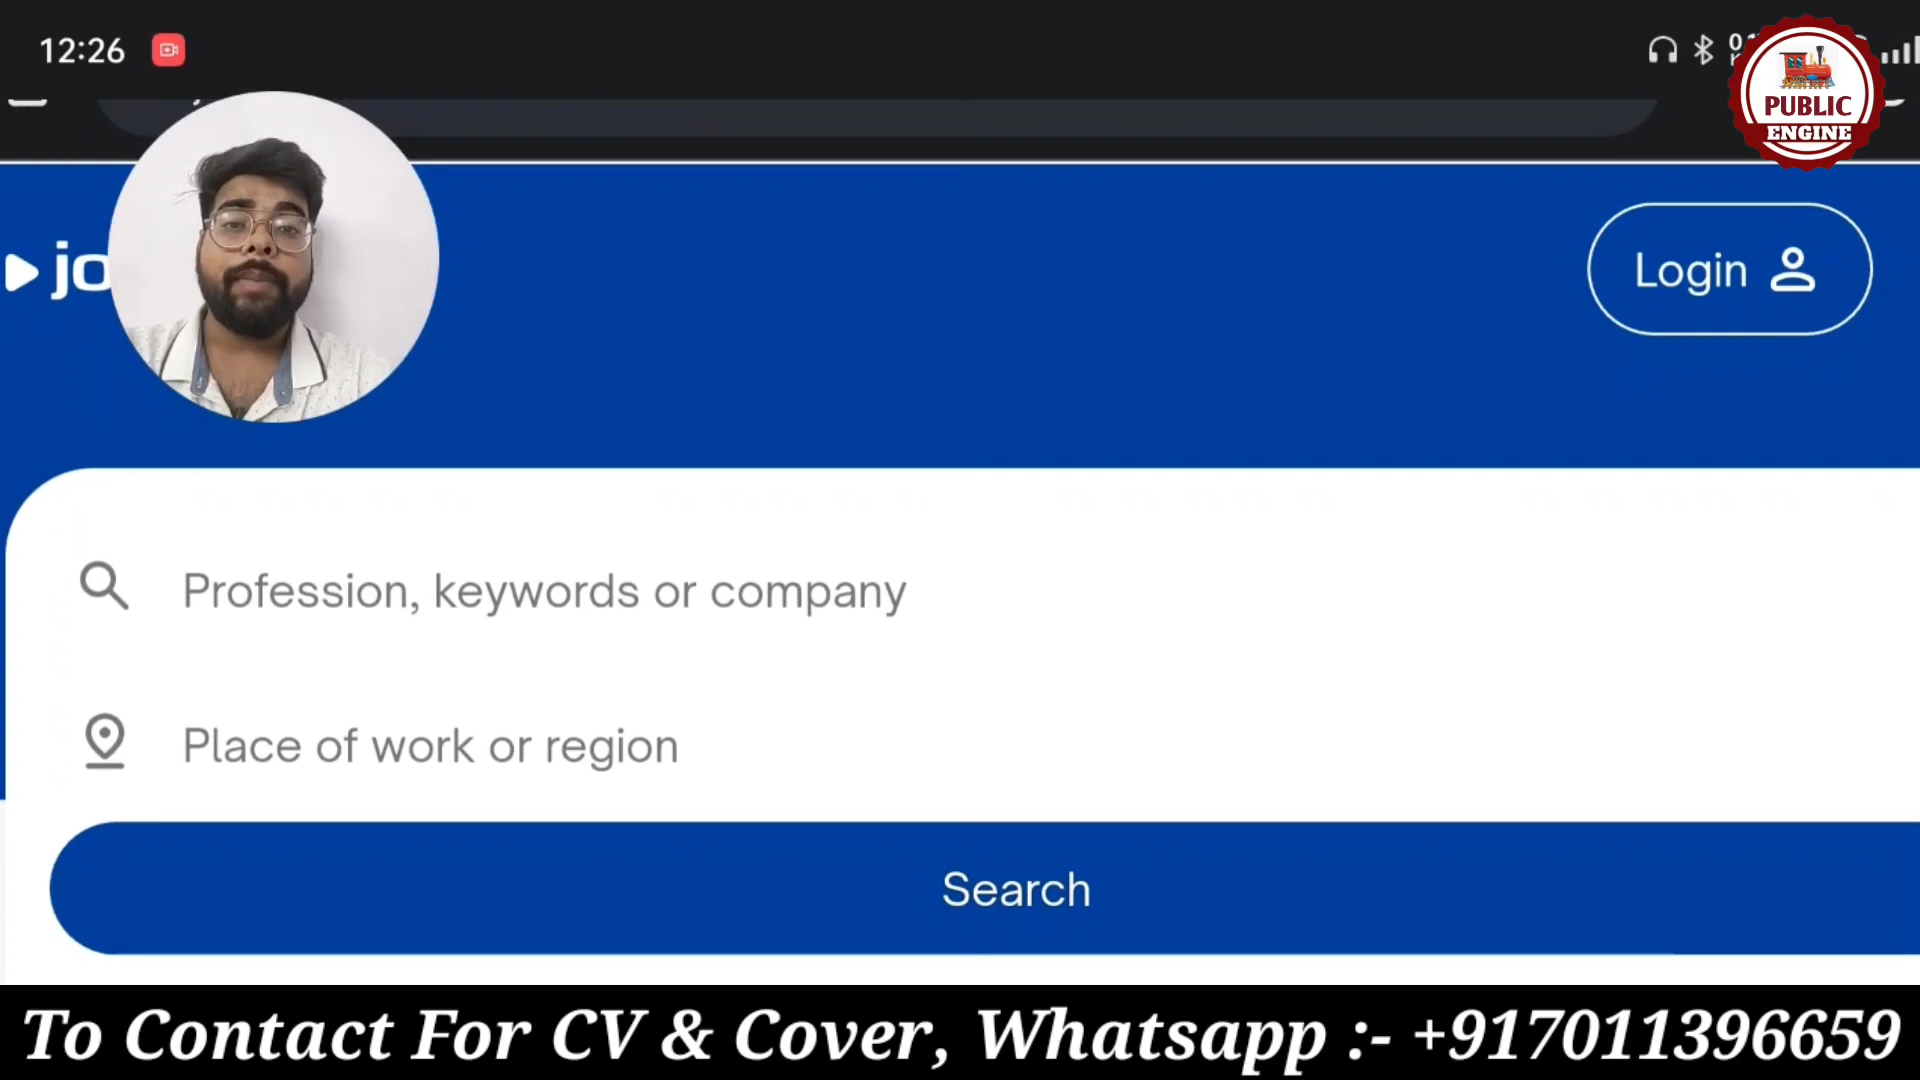 12:26
PUBLIC
ENGINE
jo
Login
Profession, keywords or company
Place of work or region
Search
To Contact For CV & Cover, Whatsapp :- +917011396659